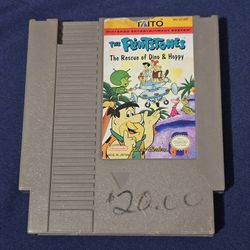 TAITO
NINTENDO ENTERTAINMENT SYSTEM
THE FLINTSTONES
The Rescue of Dino & Hoppy
$20.00